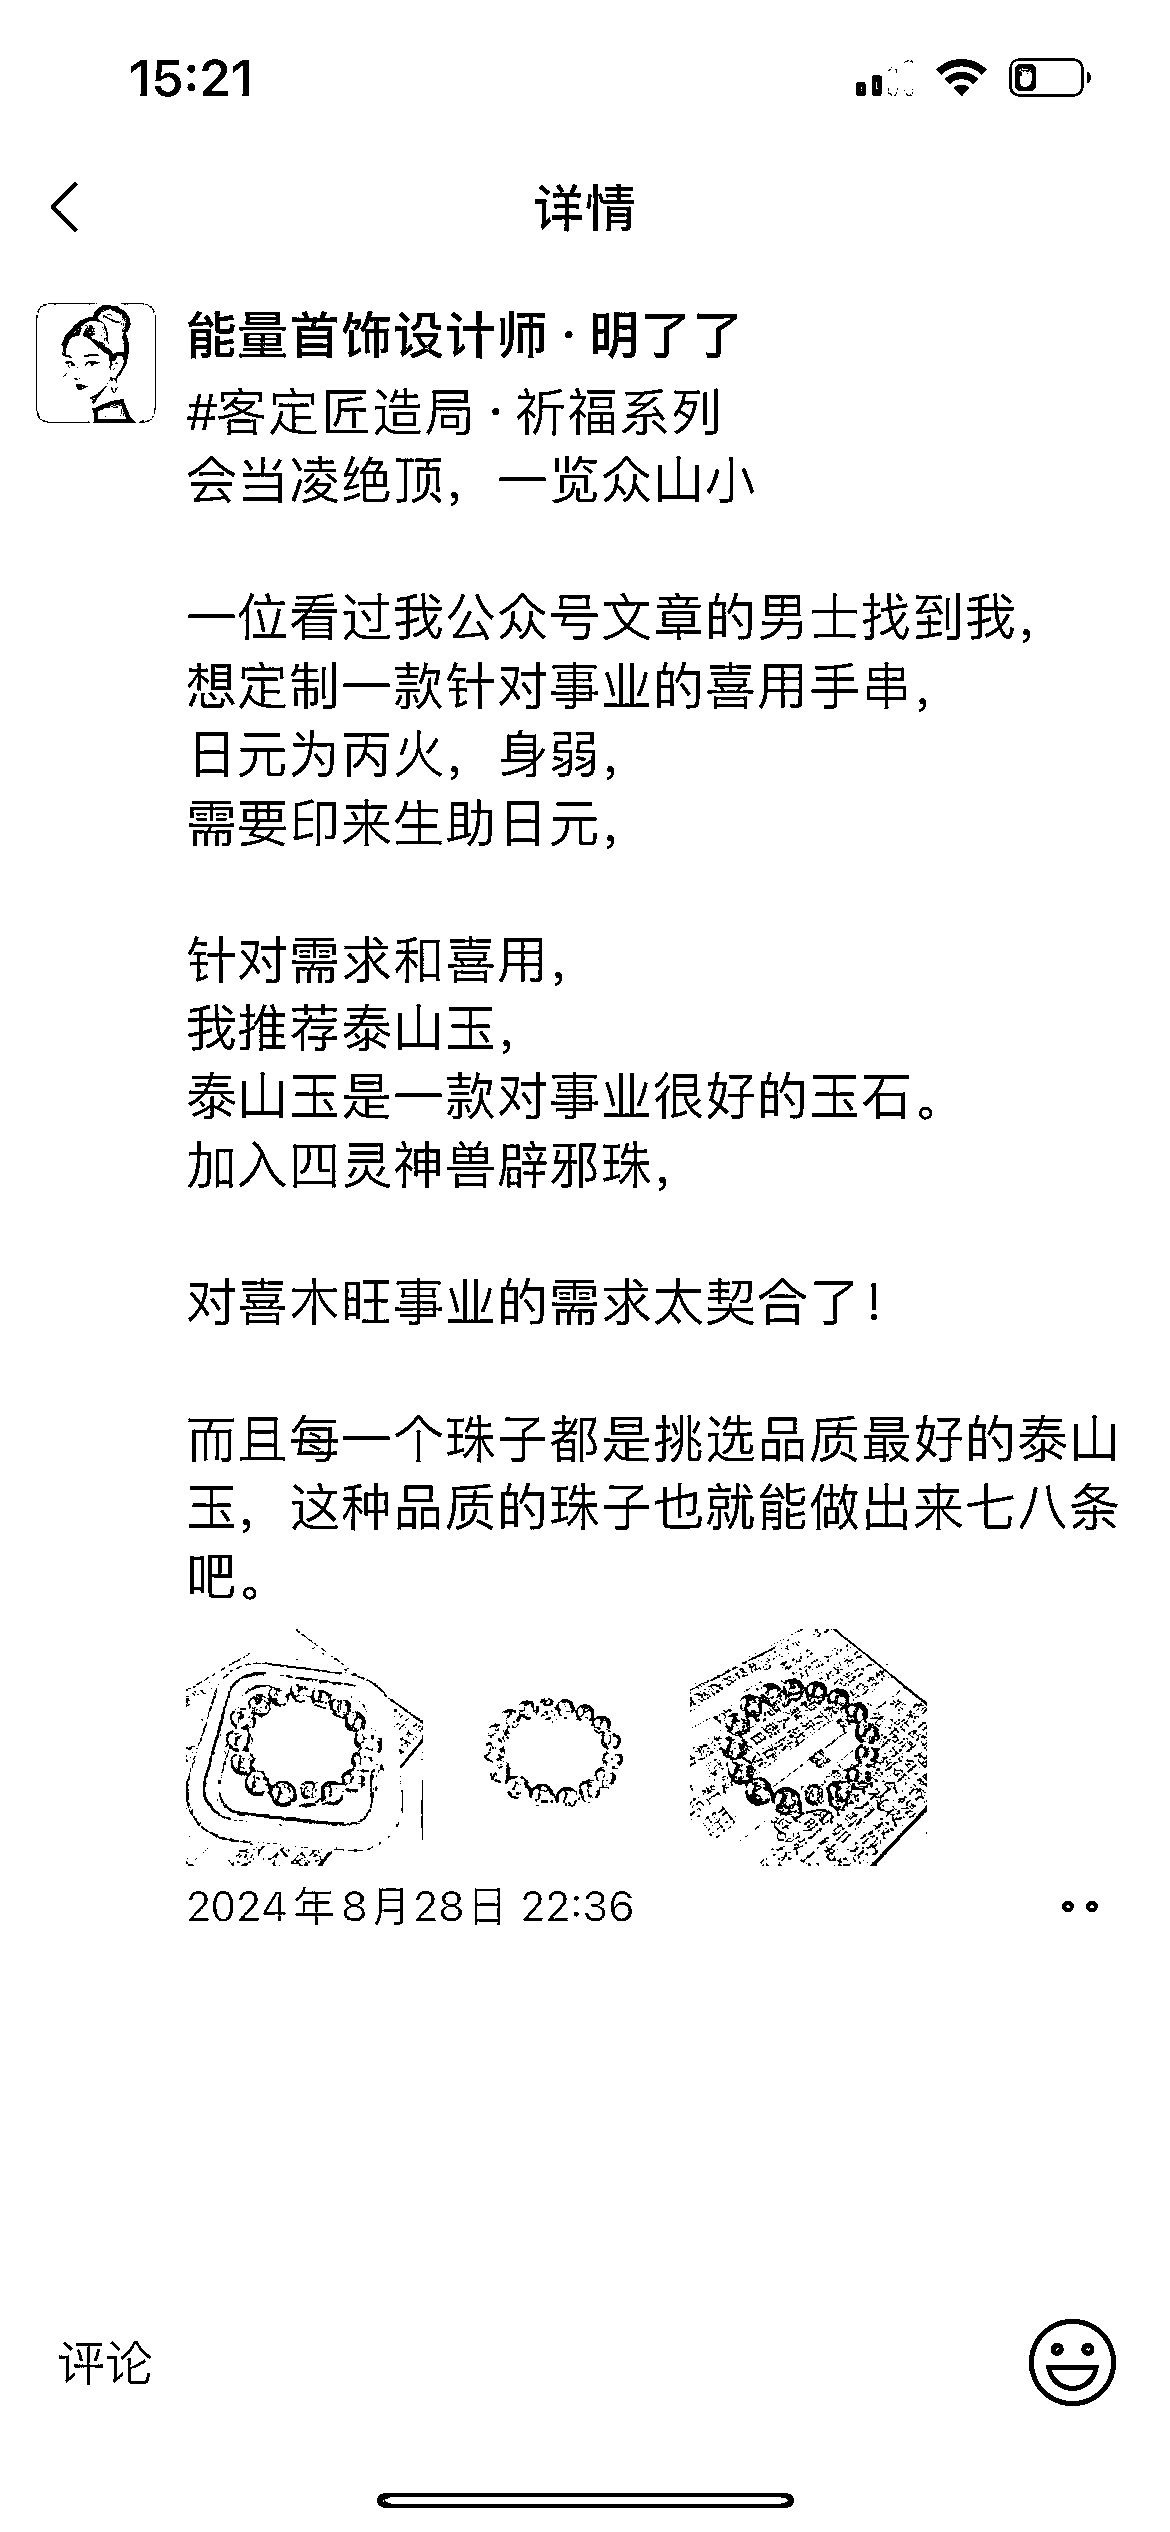 15:21
详情
能量首饰设计师·明了了
#客定匠造局·祈福系列
会当凌绝顶，一览众山小
一位看过我公众号文章的男士找到我，
想定制一款针对事业的喜用手串，
日元为丙火，身弱，
需要印来生助日元，
针对需求和喜用，
我推荐泰山玉，
泰山玉是一款对事业很好的玉石。
加入四灵神兽辟邪珠，
对喜木旺事业的需求太契合了！
而且每一个珠子都是挑选品质最好的泰山
玉，这种品质的珠子也就能做出来七八条
吧。
2024年8月28日 22:36
评论